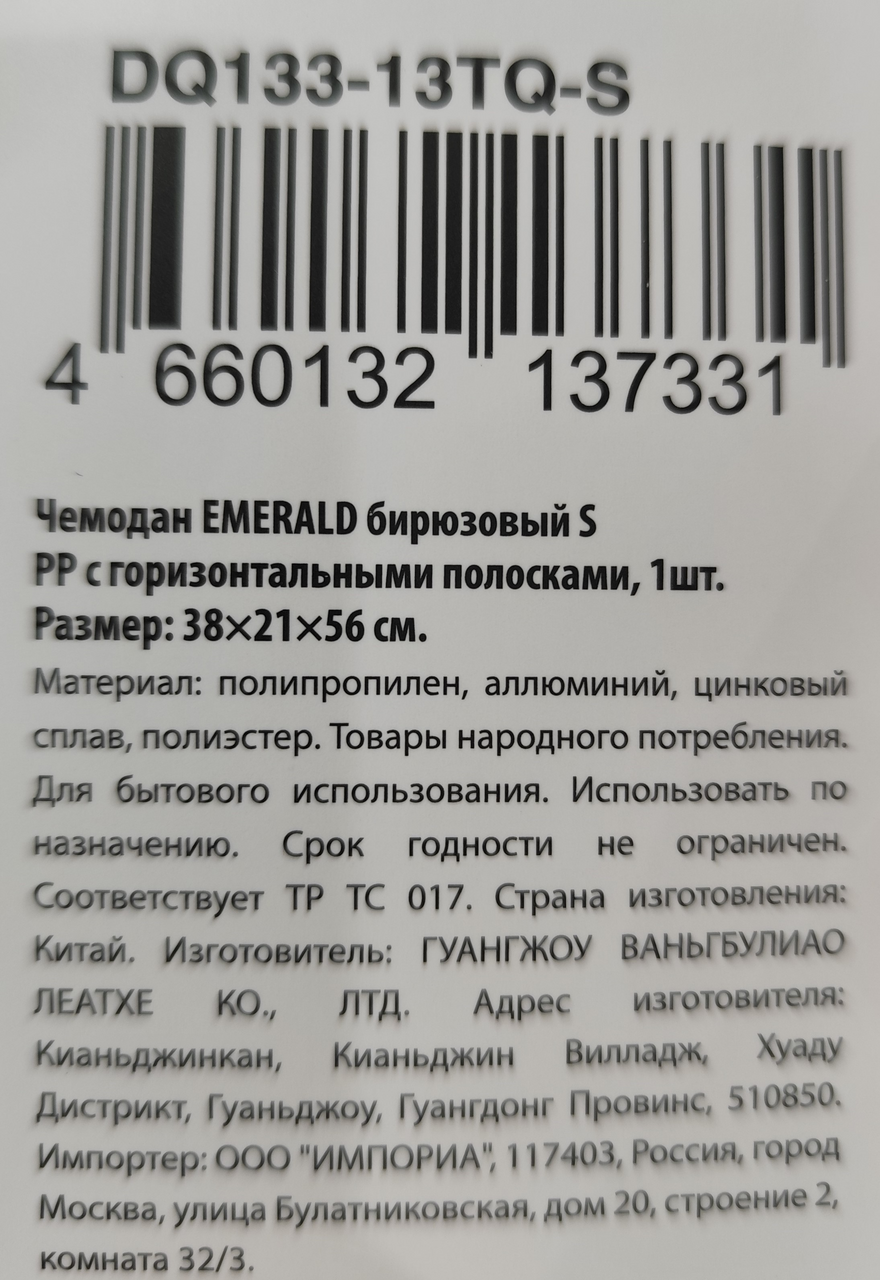 DQ133-13TQ-S
4 660132 137331
Чемодан EMERALD бирюзовый S
PP с горизонтальными полосками, 1шт.
Размер: 38×21×56 см.
Материал: полипропилен, аллюминий, цинковый
сплав, полиэстер. Товары народного потребления.
Для бытового использования. Использовать по
назначению. Срок годности не ограничен.
Соответствует ТР ТС 017. Страна изготовления:
Китай. Изготовитель: ГУАНГЖОУ ВАНЬГБУЛИАО
ЛЕАТХЕ КО., ЛТД. Адрес изготовителя:
Кианьджинкан, Кианьджин Вилладж, Хуаду
Дистрикт, Гуаньджоу, Гуангдонг Провинс, 510850.
Импортер: ООО "ИМПОРИА", 117403, Россия, город
Москва, улица Булатниковская, дом 20, строение 2,
комната 32/3.